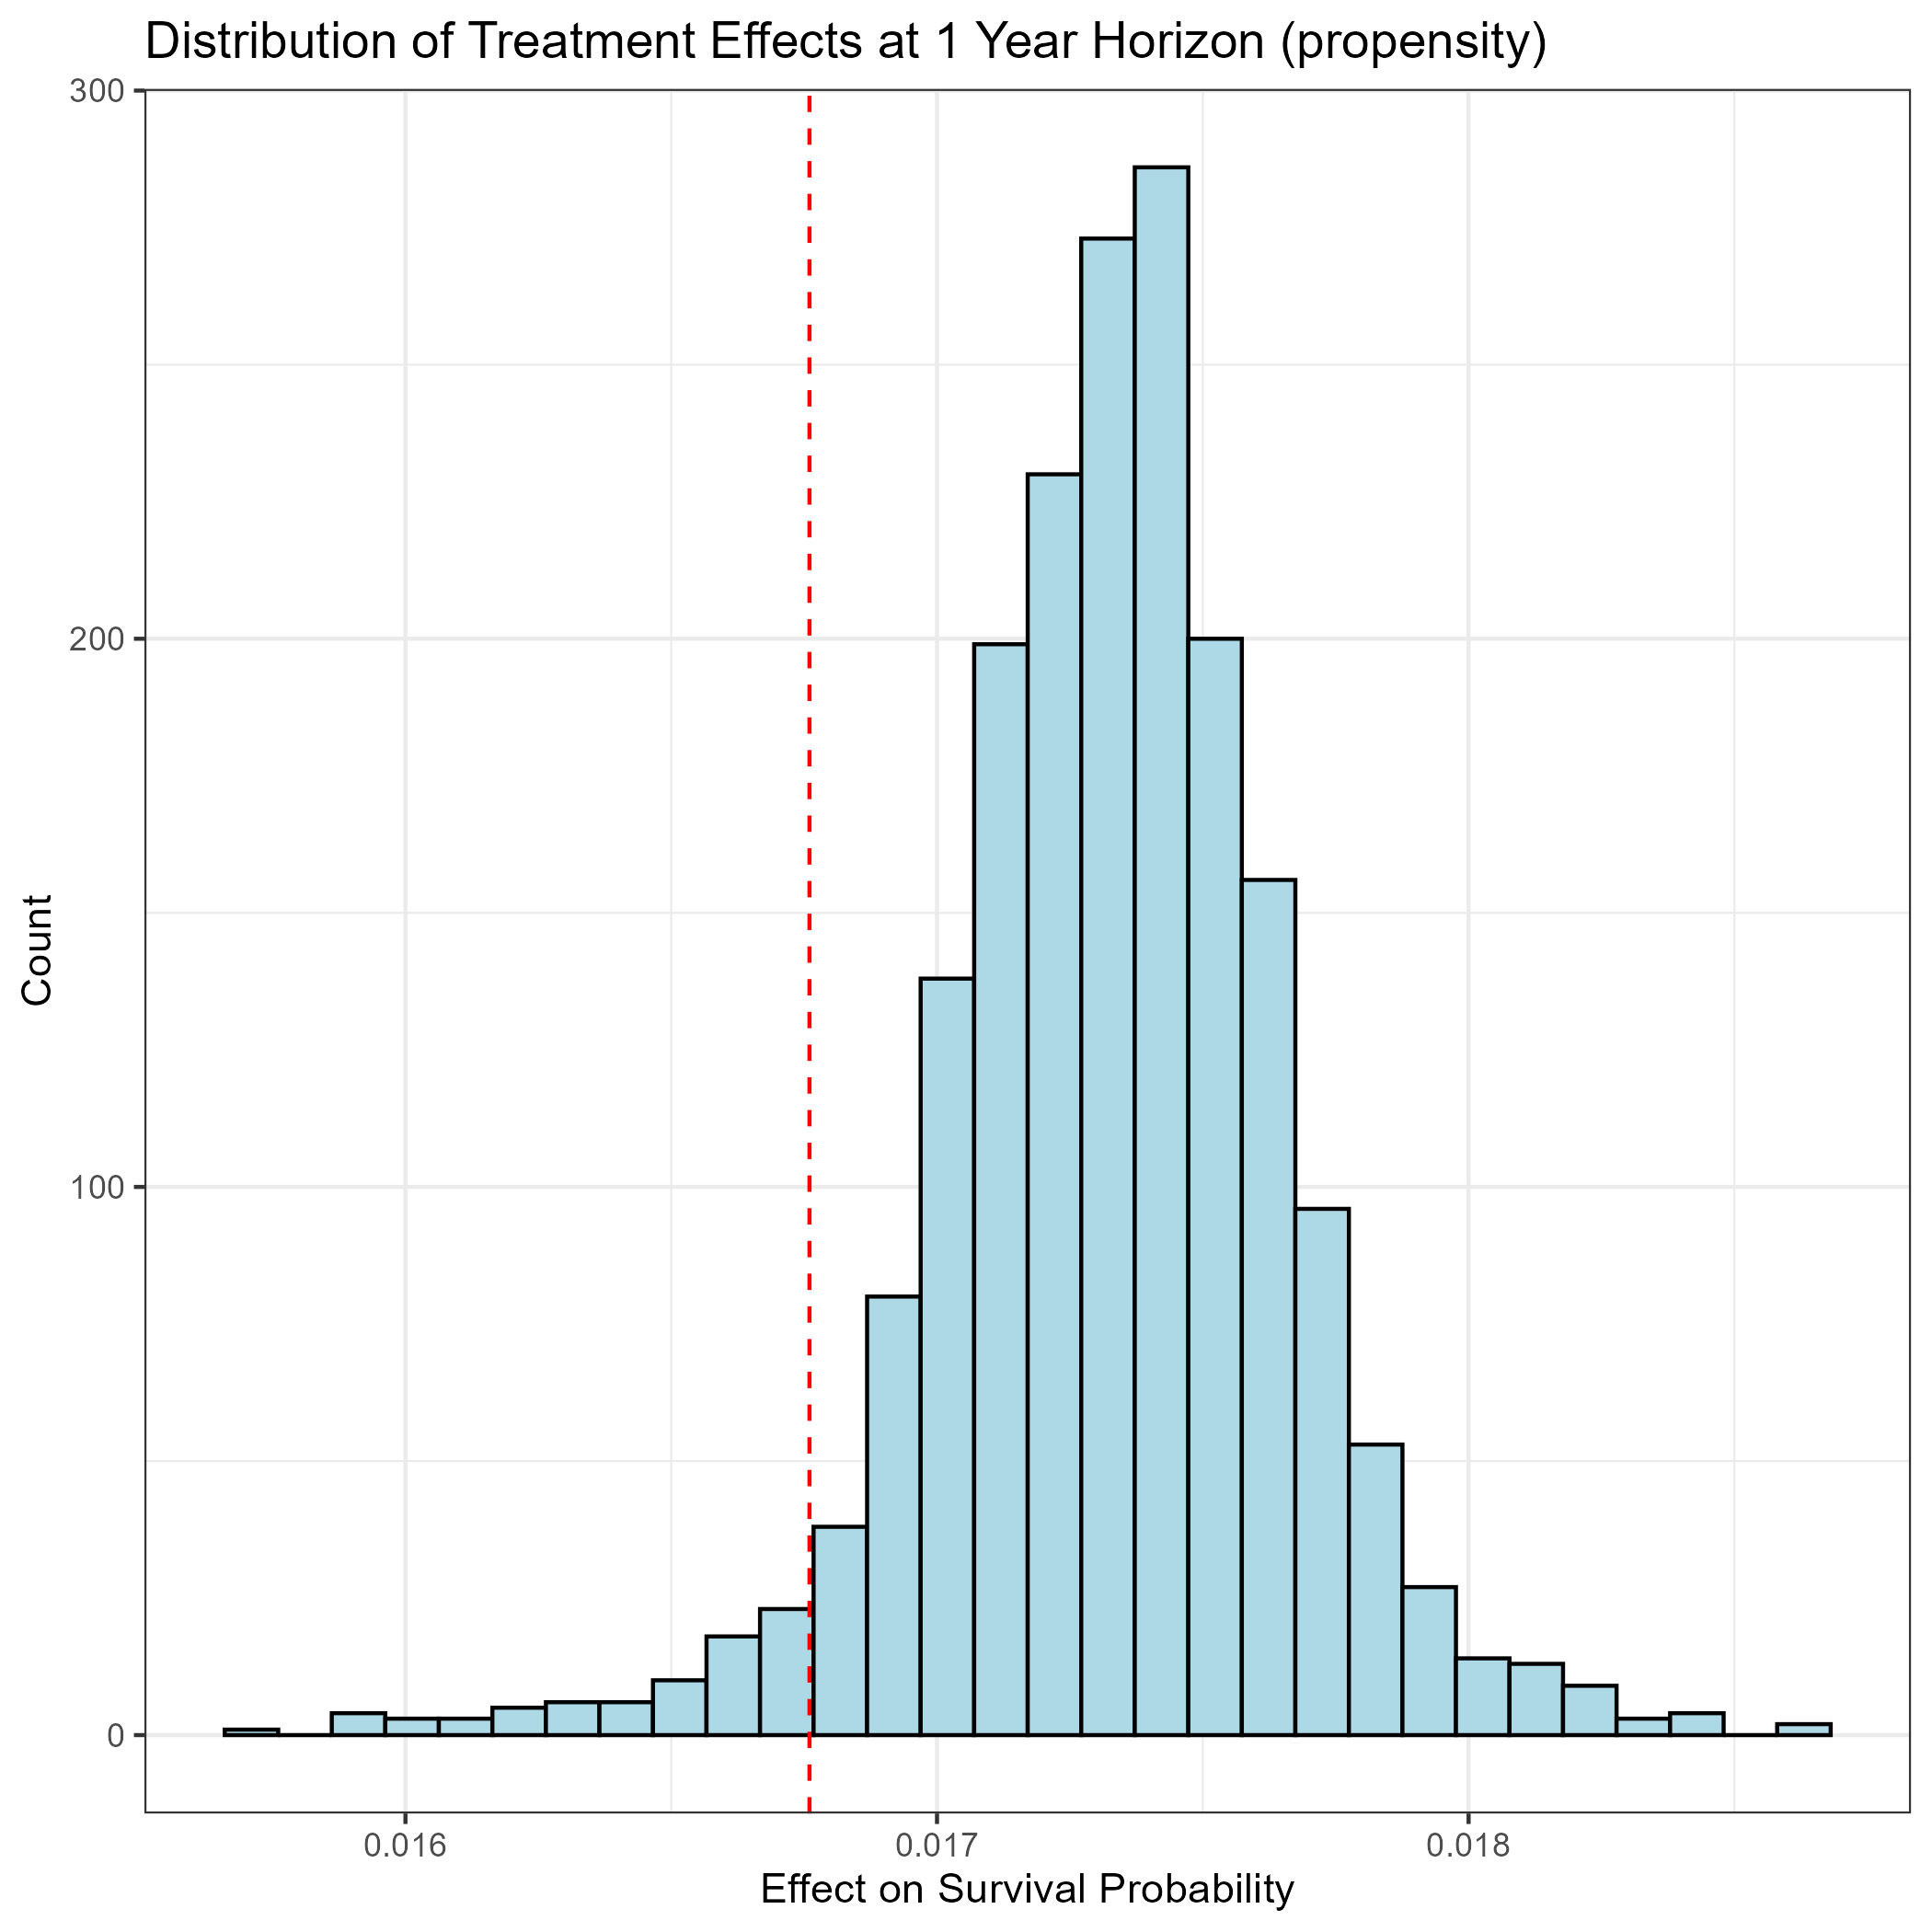 Distribution of Treatment Effects at 1 Year Horizon (propensity)
300
200
100
0
Count
0.016 0.017 0.018
Effect on Survival Probability